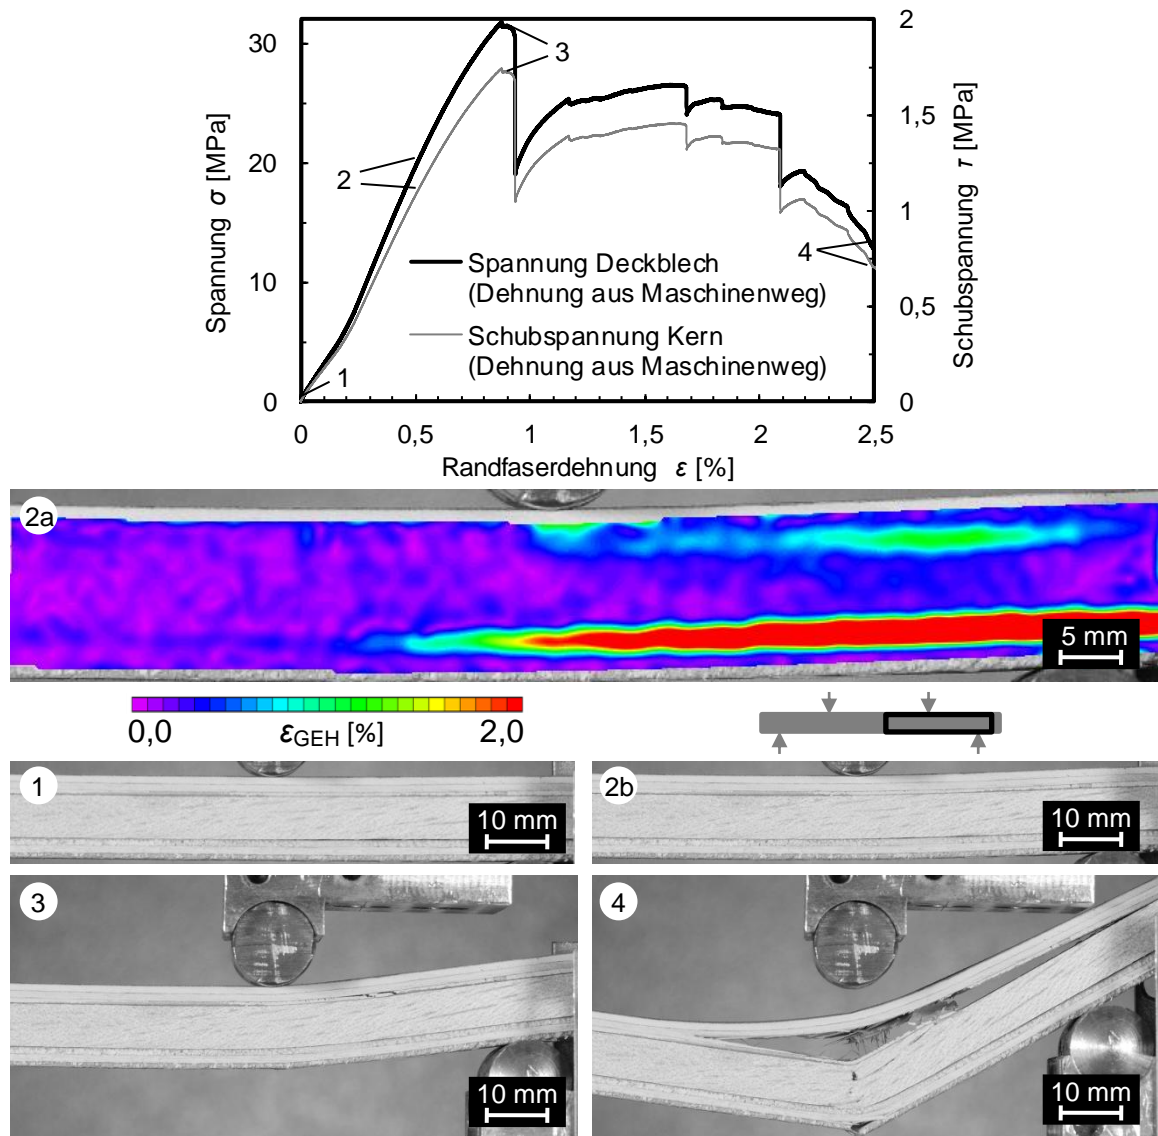 30
20
10
0
Spannung σ [MPa]
2
1,5
1
0,5
0
Schubspannung τ [MPa]
3
2
1
4
Spannung Deckblech
(Dehnung aus Maschinenweg)
Schubspannung Kern
(Dehnung aus Maschinenweg)
0 0,5 1 1,5 2 2,5
Randfaserdehnung ε [%]
2a
5 mm
0,0 εGEH [%] 2,0
1
10 mm
2b
10 mm
3
10 mm
4
10 mm